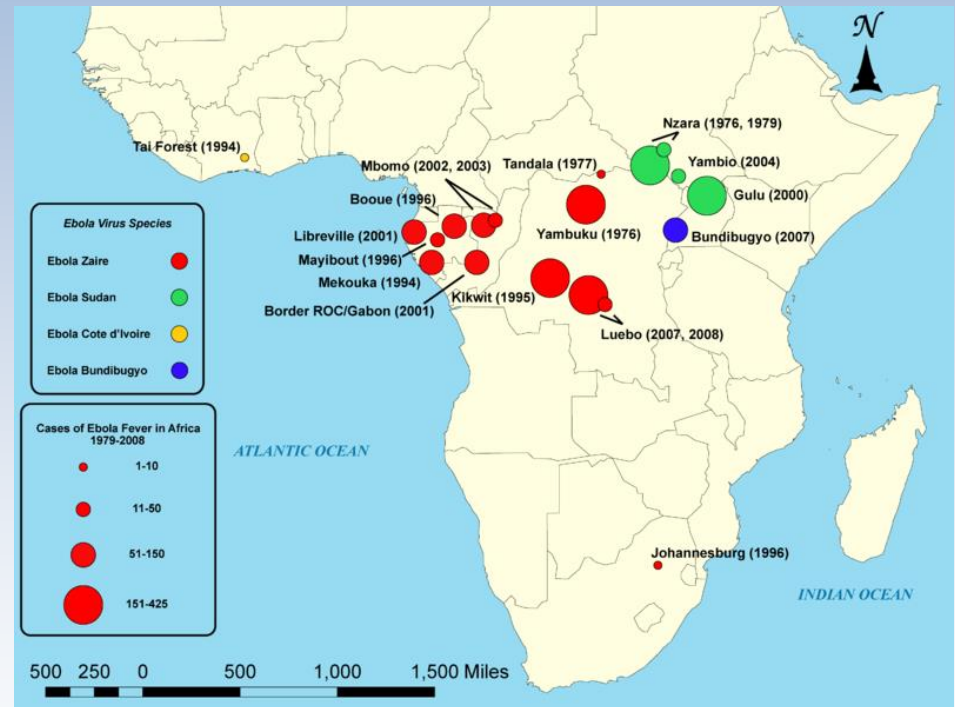 N
Nzara (1976, 1979)
Tai Forest (1994)
Mbomo (2002, 2003)
Tandala (1977)
Yambio (2004)
Booue (1996)
Gulu (2000)
Yambuku (1976)
Libreville (2001)
Bundibugyo (2007)
Mayibout (1996)
Mekouka (1994)
Kikwit (1995)
Border ROC/Gabon (2001)
Luebo (2007, 2008)
Ebola Virus Species
Ebola Zaire
Ebola Sudan
Ebola Cote d'Ivoire
Ebola Bundibugyo
Cases of Ebola Fever in Africa
1979-2008
1-10
11-50
51-150
151-425
ATLANTIC OCEAN
Johannesburg (1996)
INDIAN OCEAN
500 250 0 500 1,000 1,500 Miles